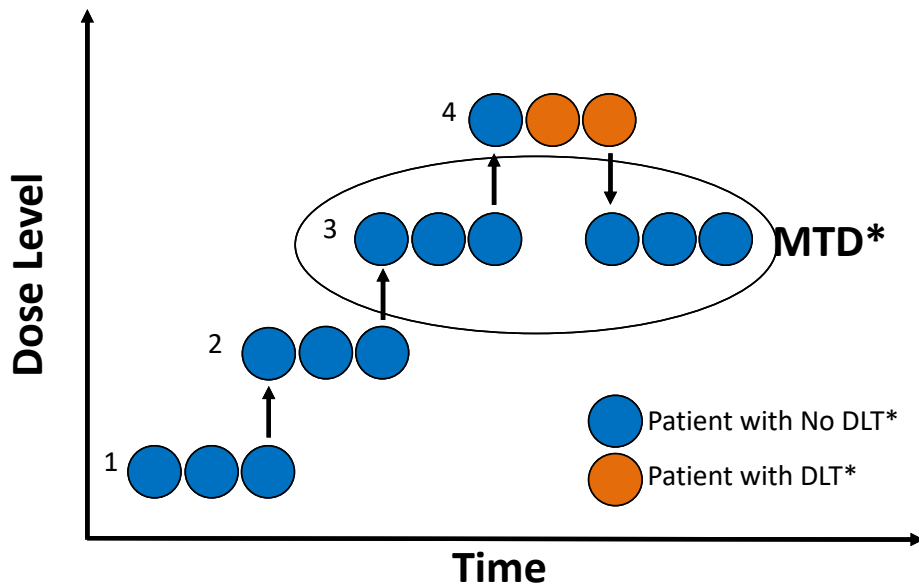 4
3
MTD*
2
1
Patient with No DLT*
Patient with DLT*
Dose Level
Time